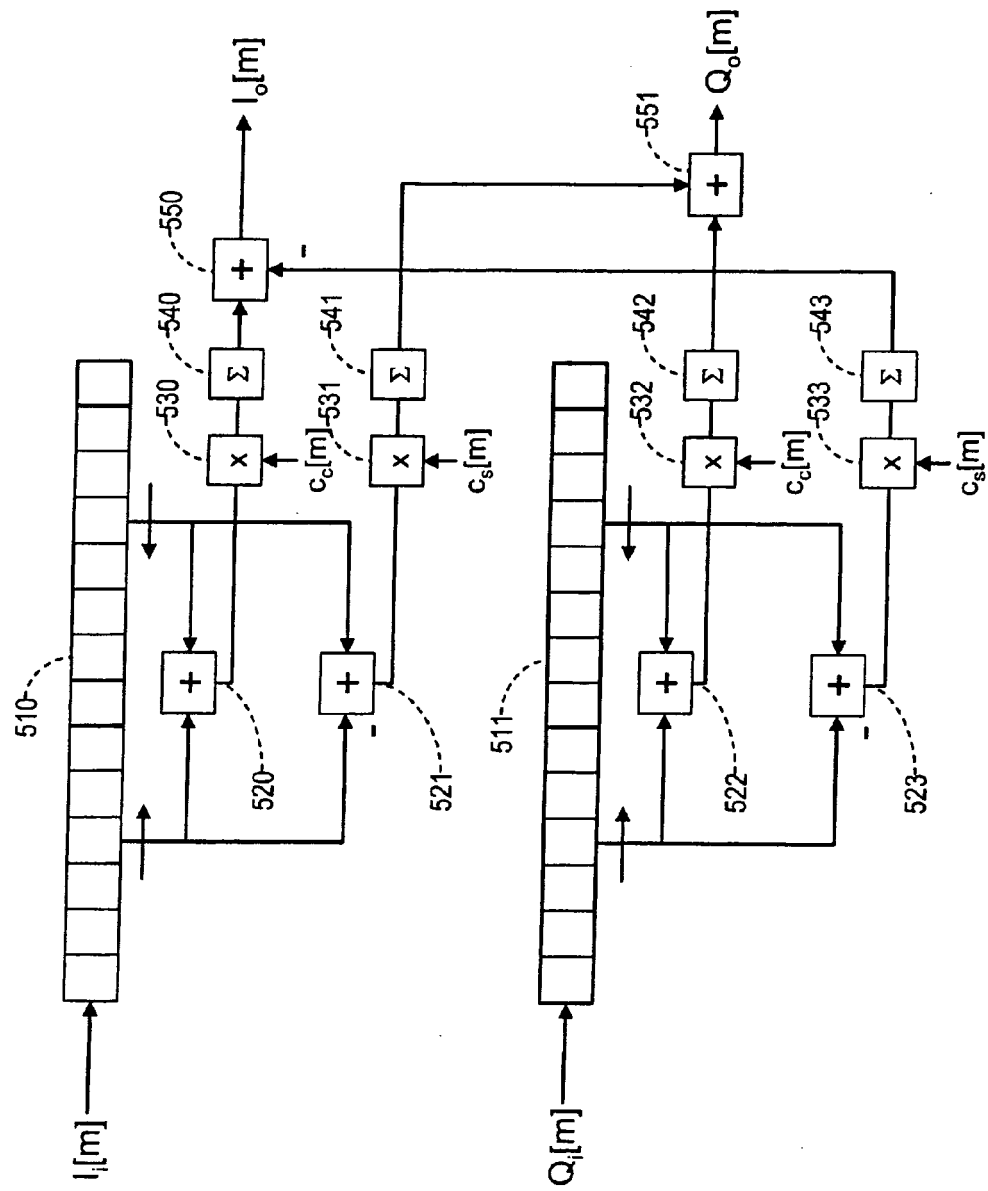 I_i[m]
510
520
+
521
+
-
530
x
c_c[m]
540
Σ
550
+
-
I_o[m]
531
x
c_s[m]
541
Σ
Q_i[m]
511
522
+
523
+
-
532
x
c_c[m]
542
Σ
551
+
Q_o[m]
533
x
c_s[m]
543
Σ